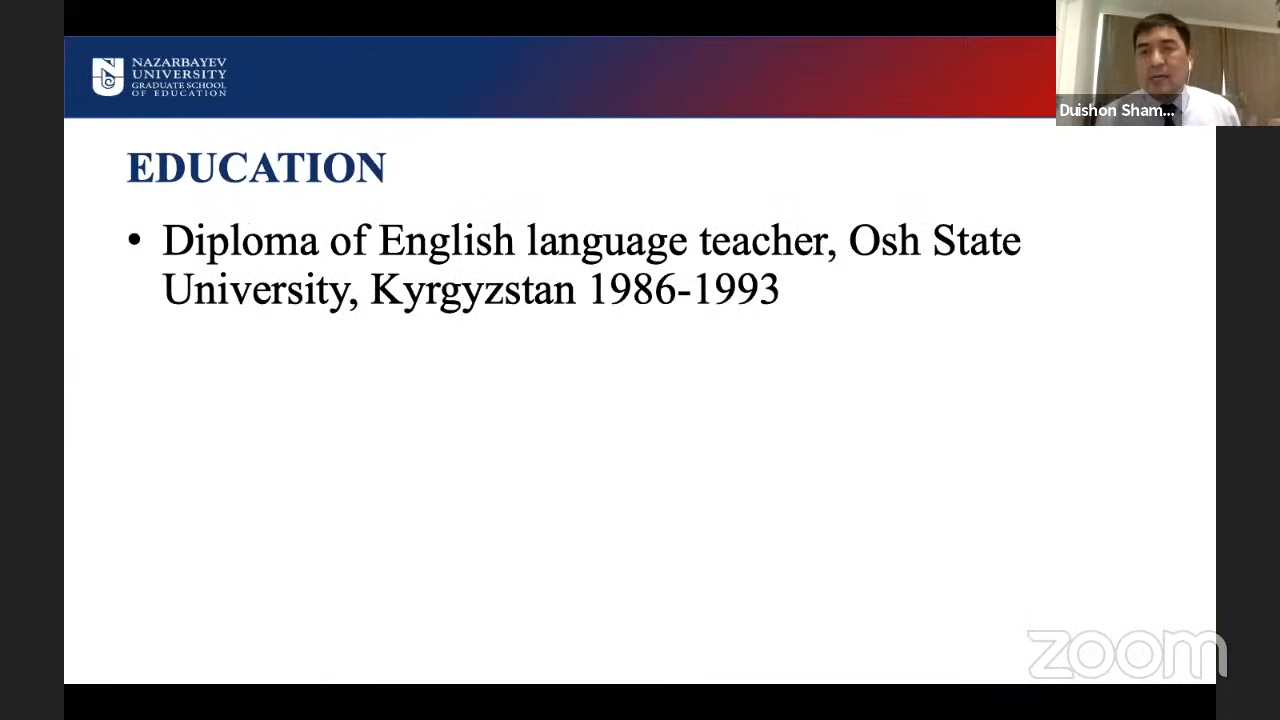 NAZARBAYEV
UNIVERSITY
GRADUATE SCHOOL
OF EDUCATION
Duishon Sham...
EDUCATION
• Diploma of English language teacher, Osh State
University, Kyrgyzstan 1986-1993
zoom